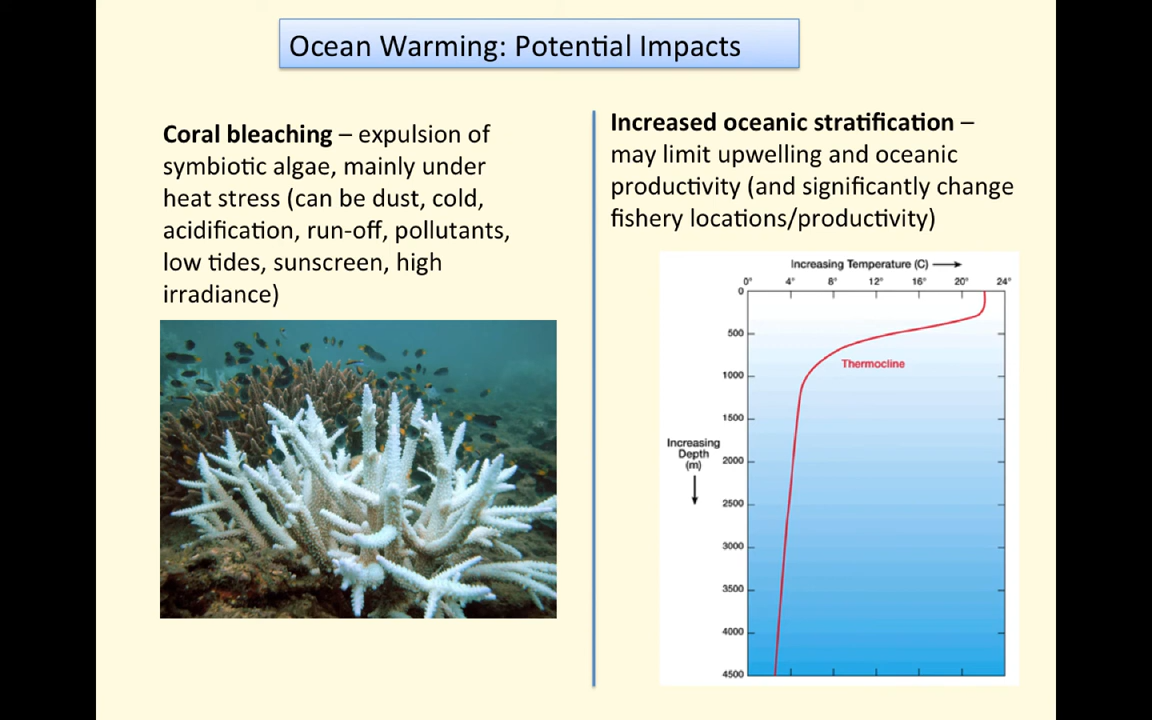 Ocean Warming: Potential Impacts
Coral bleaching – expulsion of
symbiotic algae, mainly under
heat stress (can be dust, cold,
acidification, run-off, pollutants,
low tides, sunscreen, high
irradiance)
Increased oceanic stratification –
may limit upwelling and oceanic
productivity (and significantly change
fishery locations/productivity)
Increasing Temperature (C) ⟶
0° 4° 8° 12° 16° 20° 24°
0
500
Thermocline
1000
1500
Increasing
Depth
(m)
2000
2500
3000
3500
4000
4500